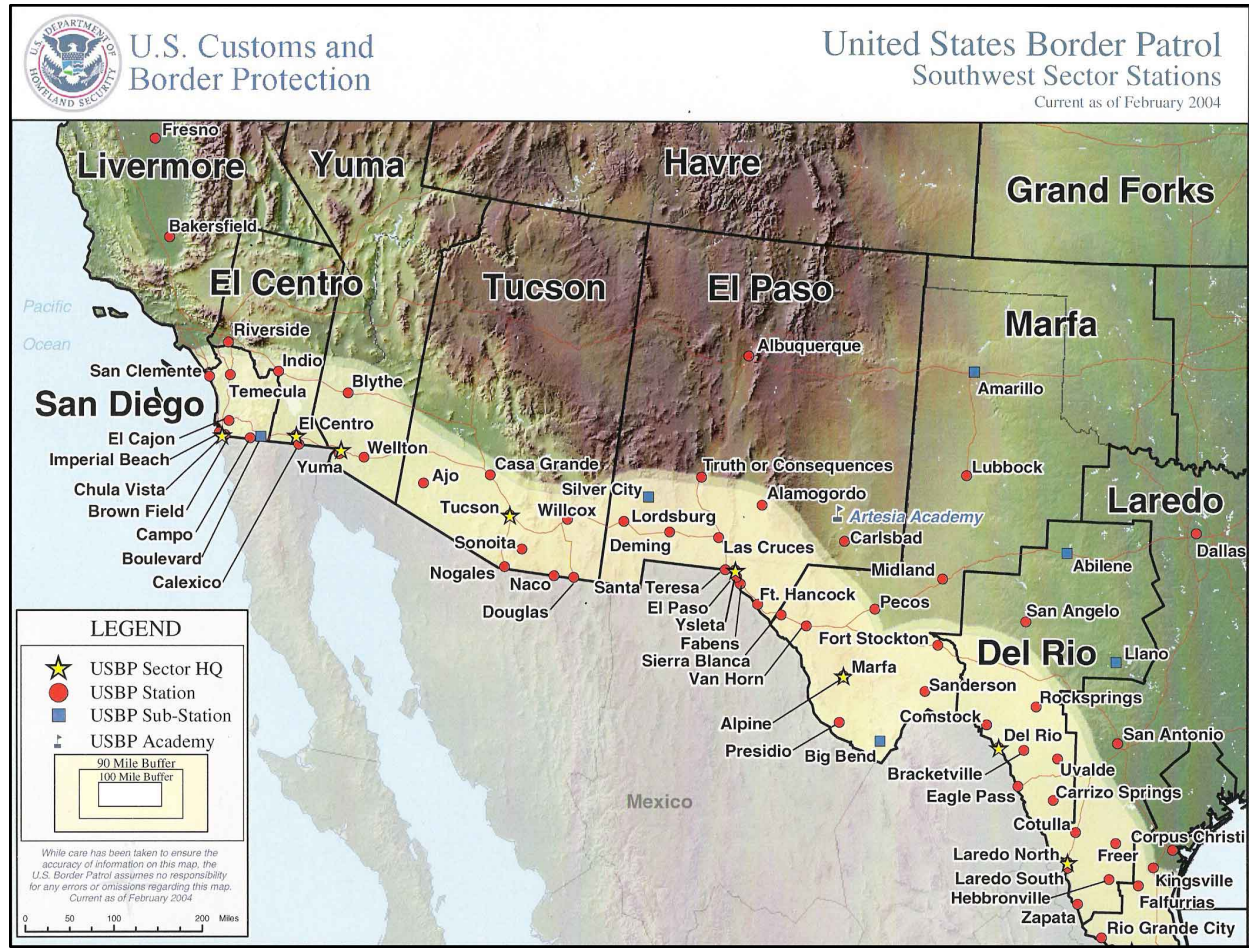 U.S. DEPARTMENT OF
HOMELAND SECURITY
U.S. Customs and
Border Protection
United States Border Patrol
Southwest Sector Stations
Current as of February 2004
Fresno
Livermore
Yuma
Havre
Grand Forks
Bakersfield
El Centro
Tucson
El Paso
Marfa
Pacific
Ocean
Riverside
Albuquerque
San Clemente
Indio
Temecula
Blythe
Amarillo
San Diego
El Cajon
El Centro
Imperial Beach
Yuma
Wellton
Chula Vista
Brown Field
Campo
Boulevard
Calexico
Ajo
Casa Grande
Truth or Consequences
Lubbock
Silver City
Alamogordo
Laredo
Tucson
Willcox
Lordsburg
Artesia Academy
Carlsbad
Sonoita
Deming
Las Cruces
Dallas
Nogales
Naco
Santa Teresa
Midland
Abilene
Douglas
El Paso
Ft. Hancock
Pecos
San Angelo
Ysleta
Fabens
Fort Stockton
Sierra Blanca
Del Rio
Llano
Van Horn
Marfa
Sanderson
Rocksprings
Alpine
Comstock
Presidio
Big Bend
Del Rio
San Antonio
Bracketville
Uvalde
Eagle Pass
Carrizo Springs
Mexico
Cotulla
Corpus Christi
Laredo North
Freer
Laredo South
Kingsville
Hebbronville
Falfurrias
Zapata
Rio Grande City
LEGEND
USBP Sector HQ
USBP Station
USBP Sub-Station
USBP Academy
90 Mile Buffer
100 Mile Buffer
While care has been taken to ensure the
accuracy of information on this map, the
U.S. Border Patrol assumes no responsibility
for any errors or omissions regarding this map.
Current as of February 2004
0 50 100 200 Miles